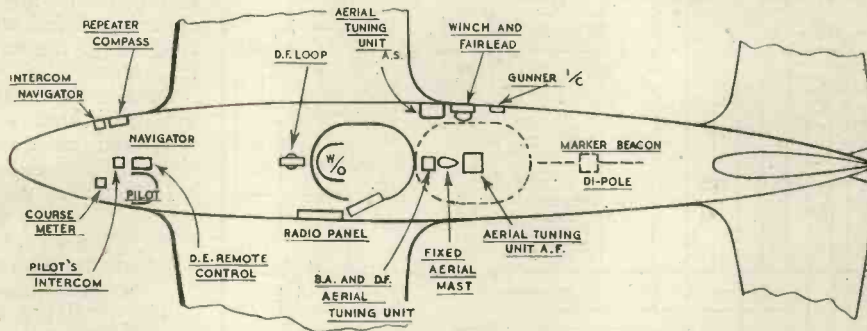 REPEATER
COMPASS
INTERCOM
NAVIGATOR
NAVIGATOR
PILOT
COURSE
METER
PILOT'S
INTERCOM
D.E. REMOTE
CONTROL
D.F. LOOP
W/O
RADIO PANEL
AERIAL
TUNING
UNIT
A.S.
WINCH AND
FAIRLEAD
GUNNER I/C
MARKER BEACON
DI-POLE
B.A. AND D.F.
AERIAL
TUNING UNIT
FIXED
AERIAL
MAST
AERIAL TUNING
UNIT A.F.